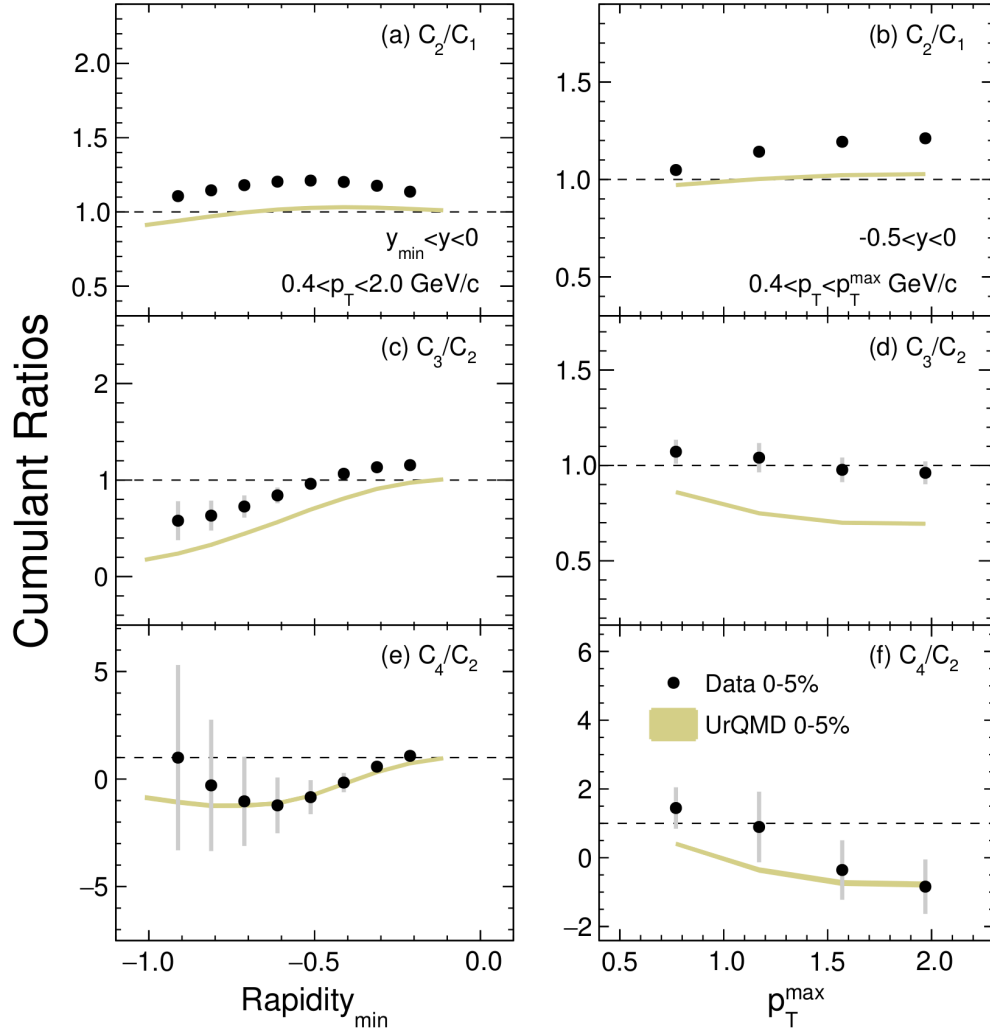 Cumulant Ratios
(a) C2/C1
2.0
1.5
1.0
0.5
ymin<y<0
0.4<pT<2.0 GeV/c
(b) C2/C1
1.5
1.0
0.5
-0.5<y<0
0.4<pT<pTmax GeV/c
(c) C3/C2
2
1
0
(d) C3/C2
1.5
1.0
0.5
(e) C4/C2
5
0
−5
(f) C4/C2
6
4
2
0
−2
Data 0-5%
UrQMD 0-5%
−1.0 −0.5 0.0
Rapiditymin
0.5 1.0 1.5 2.0
pTmax